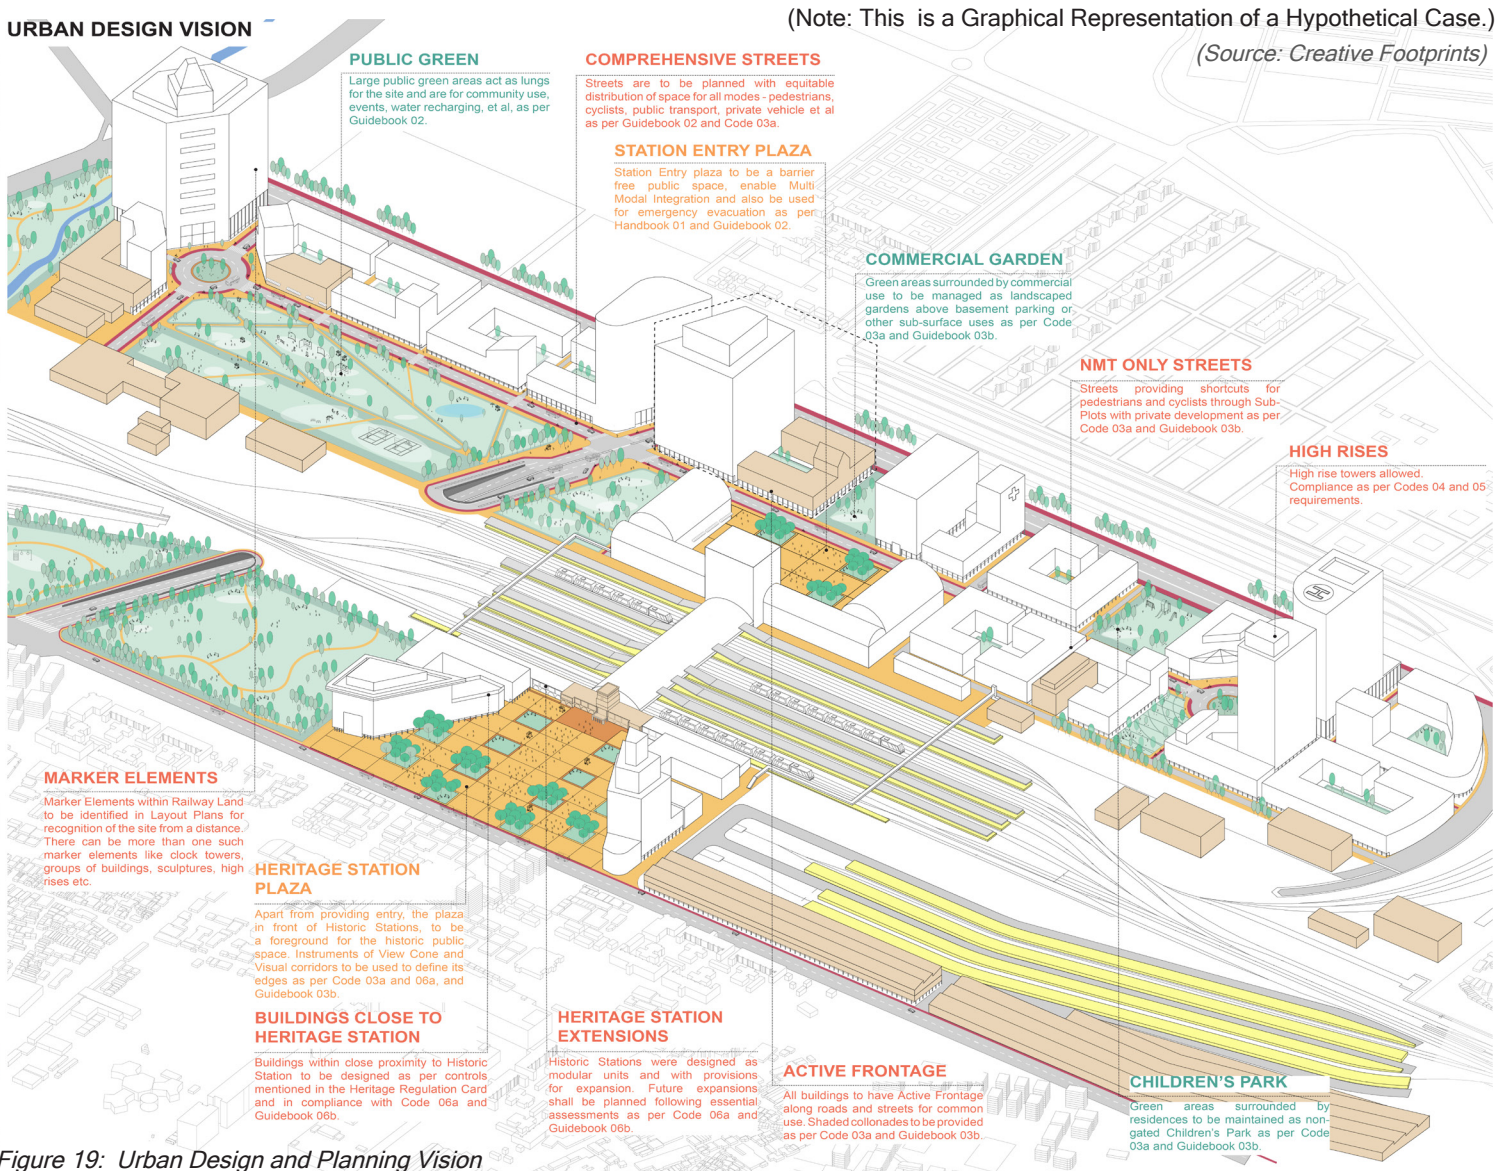 (Note: This  is a Graphical Representation of a Hypothetical Case.)
URBAN DESIGN VISION
(Source: Creative Footprints)
PUBLIC GREEN
Large public green areas act as lungs
for the site and are for community use,
events, water recharging, et al, as per
Guidebook 02.
COMPREHENSIVE STREETS
Streets are to be planned with equitable
distribution of space for all modes - pedestrians,
cyclists, public transport, private vehicle et al
as per Guidebook 02 and Code 03a.
STATION ENTRY PLAZA
Station Entry plaza to be a barrier
free public space, enable Multi
Modal Integration and also be used
for emergency evacuation as per
Handbook 01 and Guidebook 02.
COMMERCIAL GARDEN
Green areas surrounded by commercial
use to be managed as landscaped
gardens above basement parking or
other sub-surface uses as per Code
03a and Guidebook 03b.
NMT ONLY STREETS
Streets providing shortcuts for
pedestrians and cyclists through Sub-
Plots with private development as per
Code 03a and Guidebook 03b.
HIGH RISES
High rise towers allowed.
Compliance as per Codes 04 and 05
requirements.
H
MARKER ELEMENTS
Marker Elements within Railway Land
to be identified in Layout Plans for
recognition of the site from a distance.
There can be more than one such
marker elements like clock towers,
groups of buildings, sculptures, high
rises etc.
HERITAGE STATION
PLAZA
Apart from providing entry, the plaza
in front of Historic Stations, to be
a foreground for the historic public
space. Instruments of View Cone and
Visual corridors to be used to define its
edges as per Code 03a and 06a, and
Guidebook 03b.
BUILDINGS CLOSE TO
HERITAGE STATION
Buildings within close proximity to Historic
Station to be designed as per controls
mentioned in the Heritage Regulation Card
and in compliance with Code 06a and
Guidebook 06b.
HERITAGE STATION
EXTENSIONS
Historic Stations were designed as
modular units and with provisions
for expansion. Future expansions
shall be planned following essential
assessments as per Code 06a and
Guidebook 06b.
ACTIVE FRONTAGE
All buildings to have Active Frontage
along roads and streets for common
use. Shaded collonades to be provided
as per Code 03a and Guidebook 03b.
CHILDREN'S PARK
Green areas surrounded by
residences to be maintained as non-
gated Children's Park as per Code
03a and Guidebook 03b.
Figure 19:  Urban Design and Planning Vision